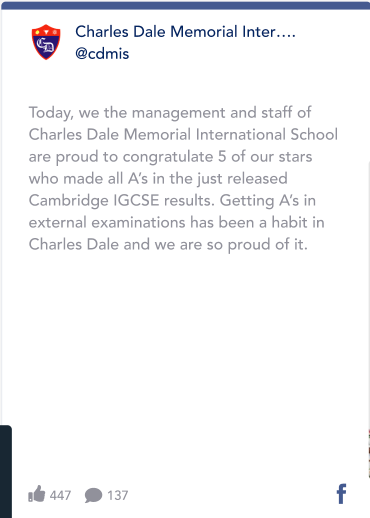 Charles Dale Memorial Inter....
@cdmis
CD
Today, we the management and staff of
Charles Dale Memorial International School
are proud to congratulate 5 of our stars
who made all A's in the just released
Cambridge IGCSE results. Getting A's in
external examinations has been a habit in
Charles Dale and we are so proud of it.
447 137